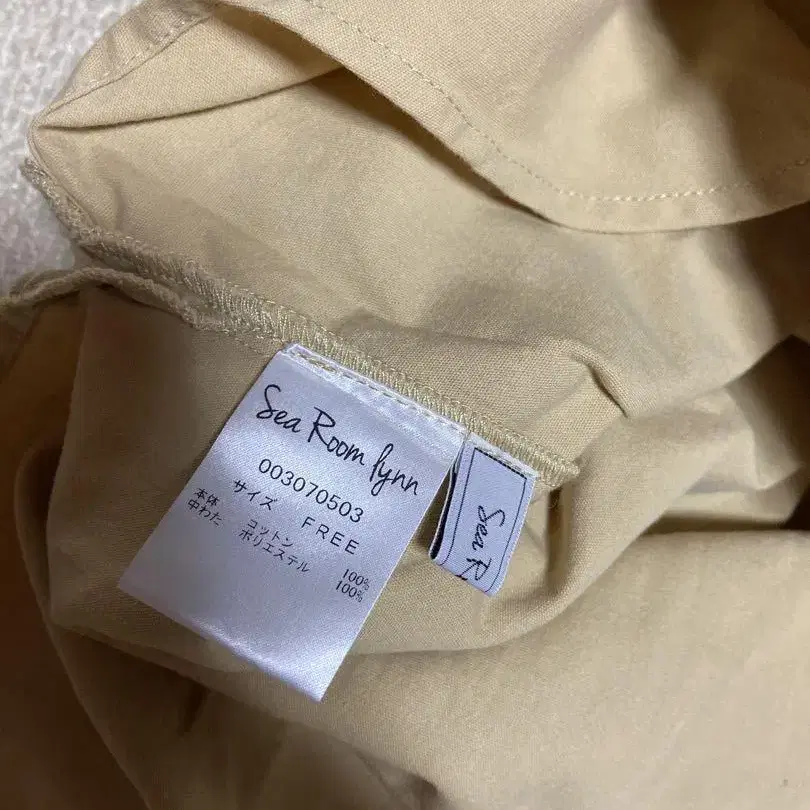 Sea Room lynn
003070503
サイズ FREE
本体 コットン 100%
中わた ポリエステル 100%
Sea R